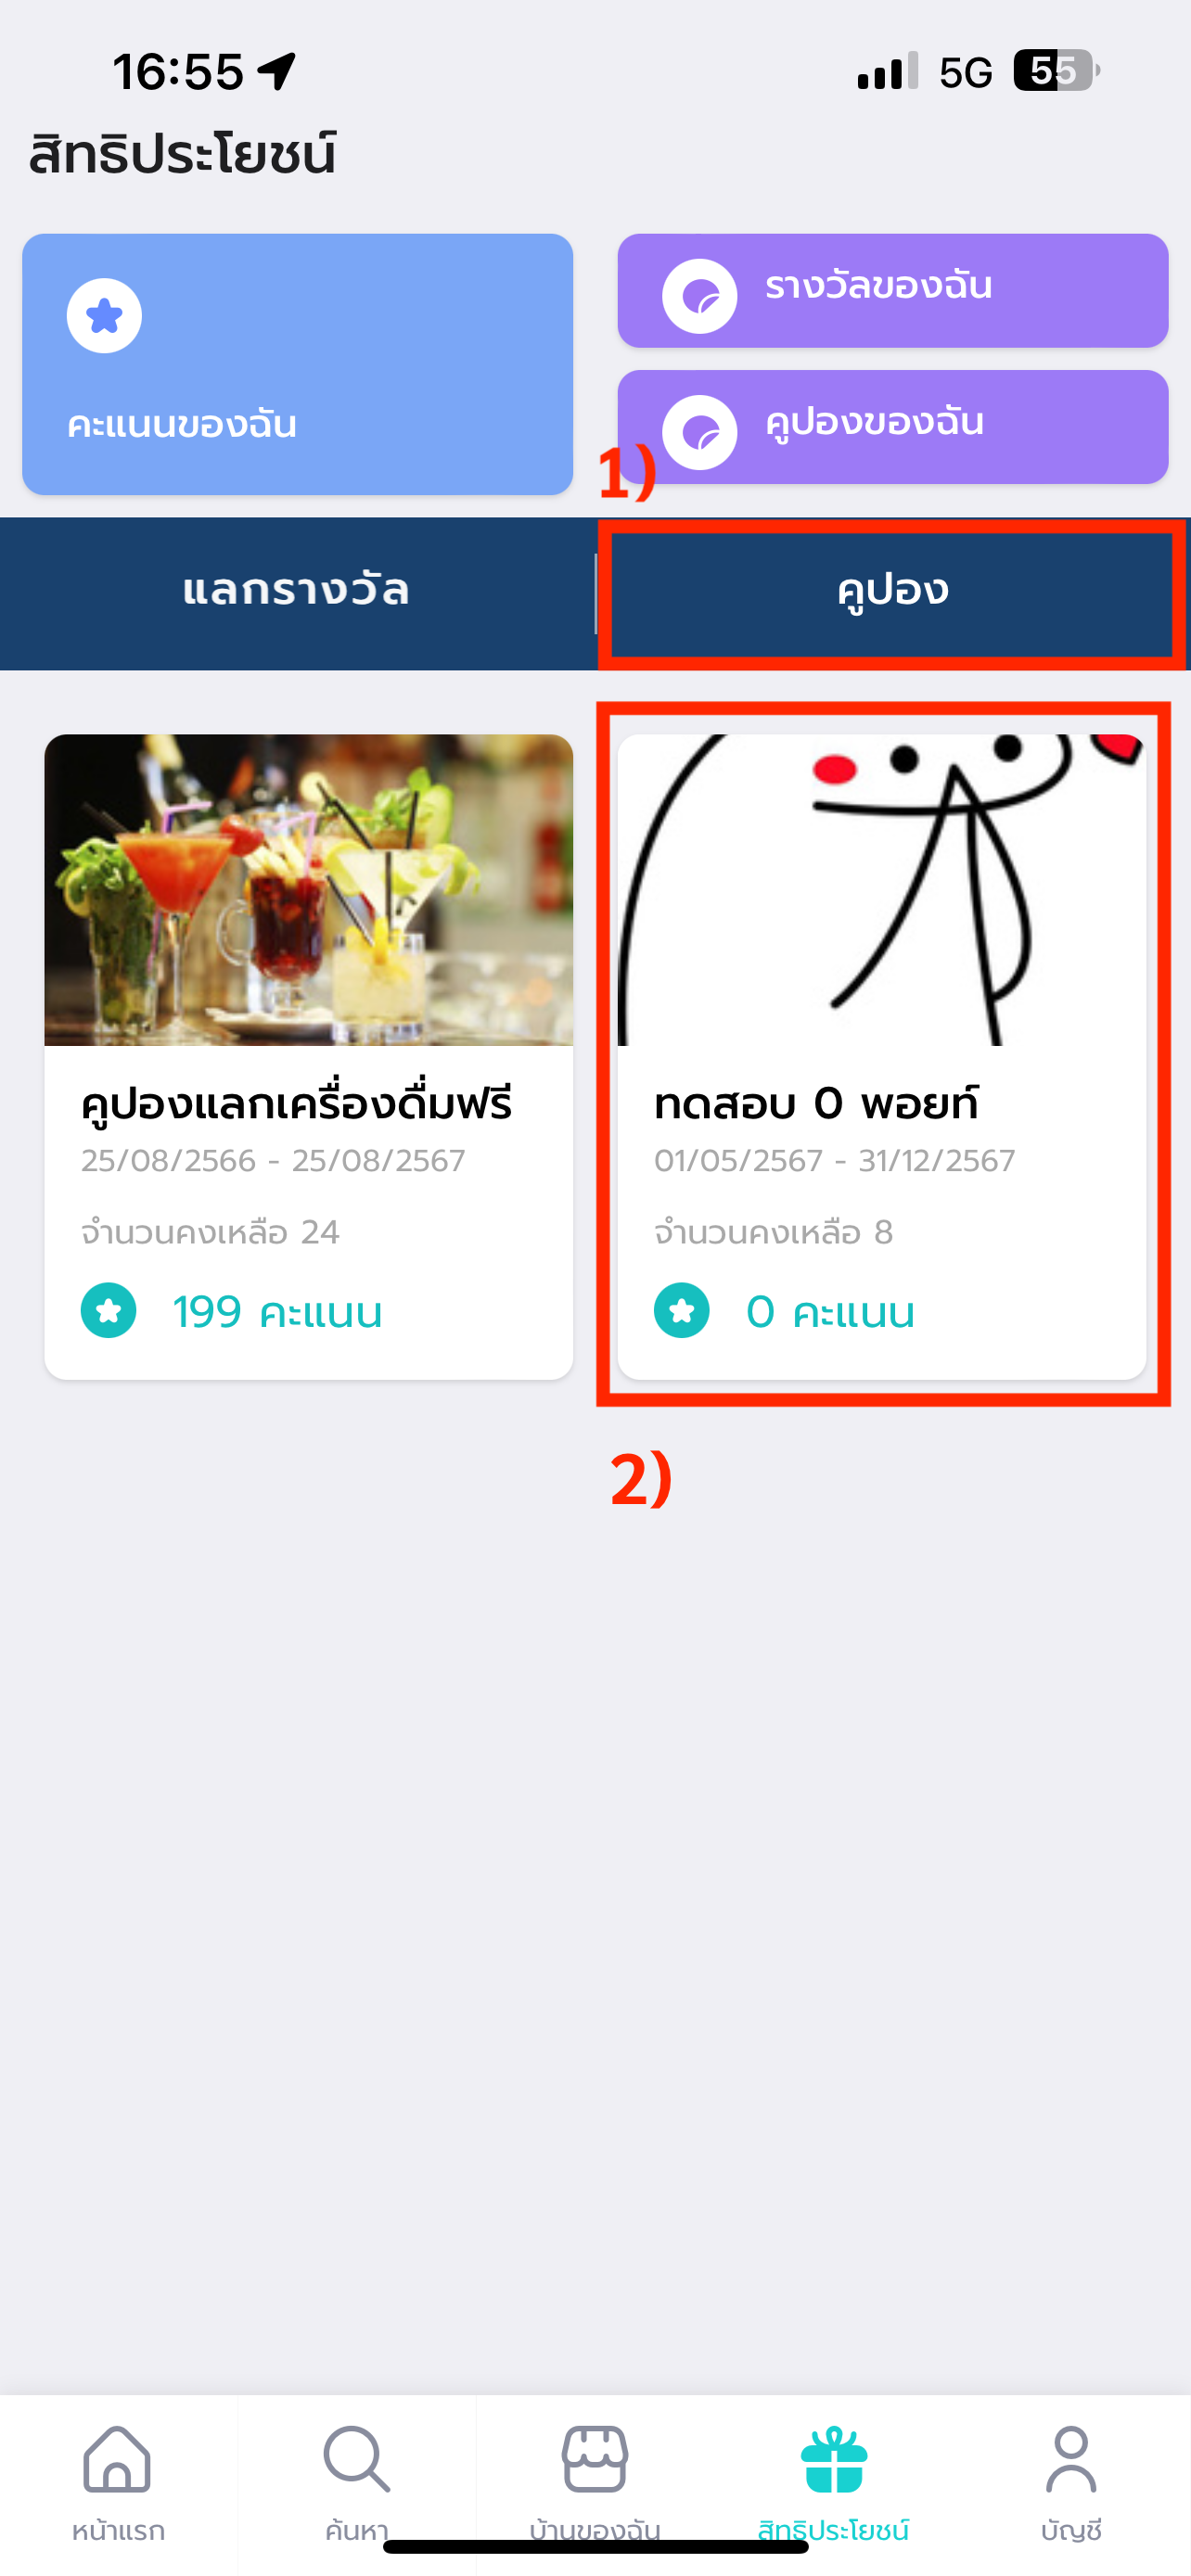 16:55
5G
55
สิทธิประโยชน์
คะแนนของฉัน
รางวัลของฉัน
คูปองของฉัน
1)
แลกรางวัล
คูปอง
คูปองแลกเครื่องดื่มฟรี
25/08/2566 - 25/08/2567
จำนวนคงเหลือ 24
199 คะแนน
ทดสอบ 0 พอยท์
01/05/2567 - 31/12/2567
จำนวนคงเหลือ 8
0 คะแนน
2)
หน้าแรก
ค้นหา
บ้านของฉัน
สิทธิประโยชน์
บัญชี